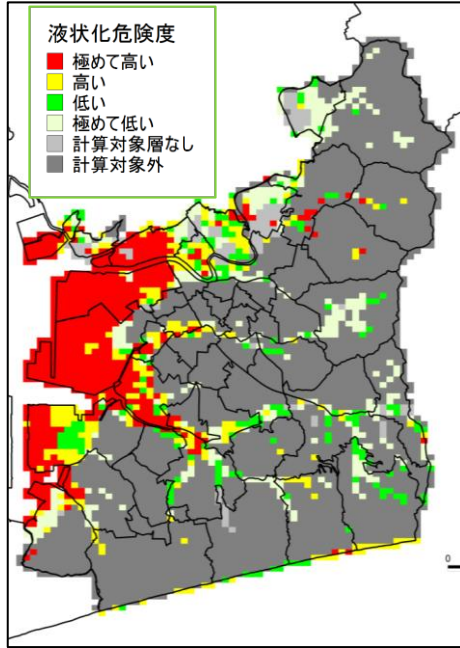 液状化危険度
極めて高い
高い
低い
極めて低い
計算対象層なし
計算対象外
0